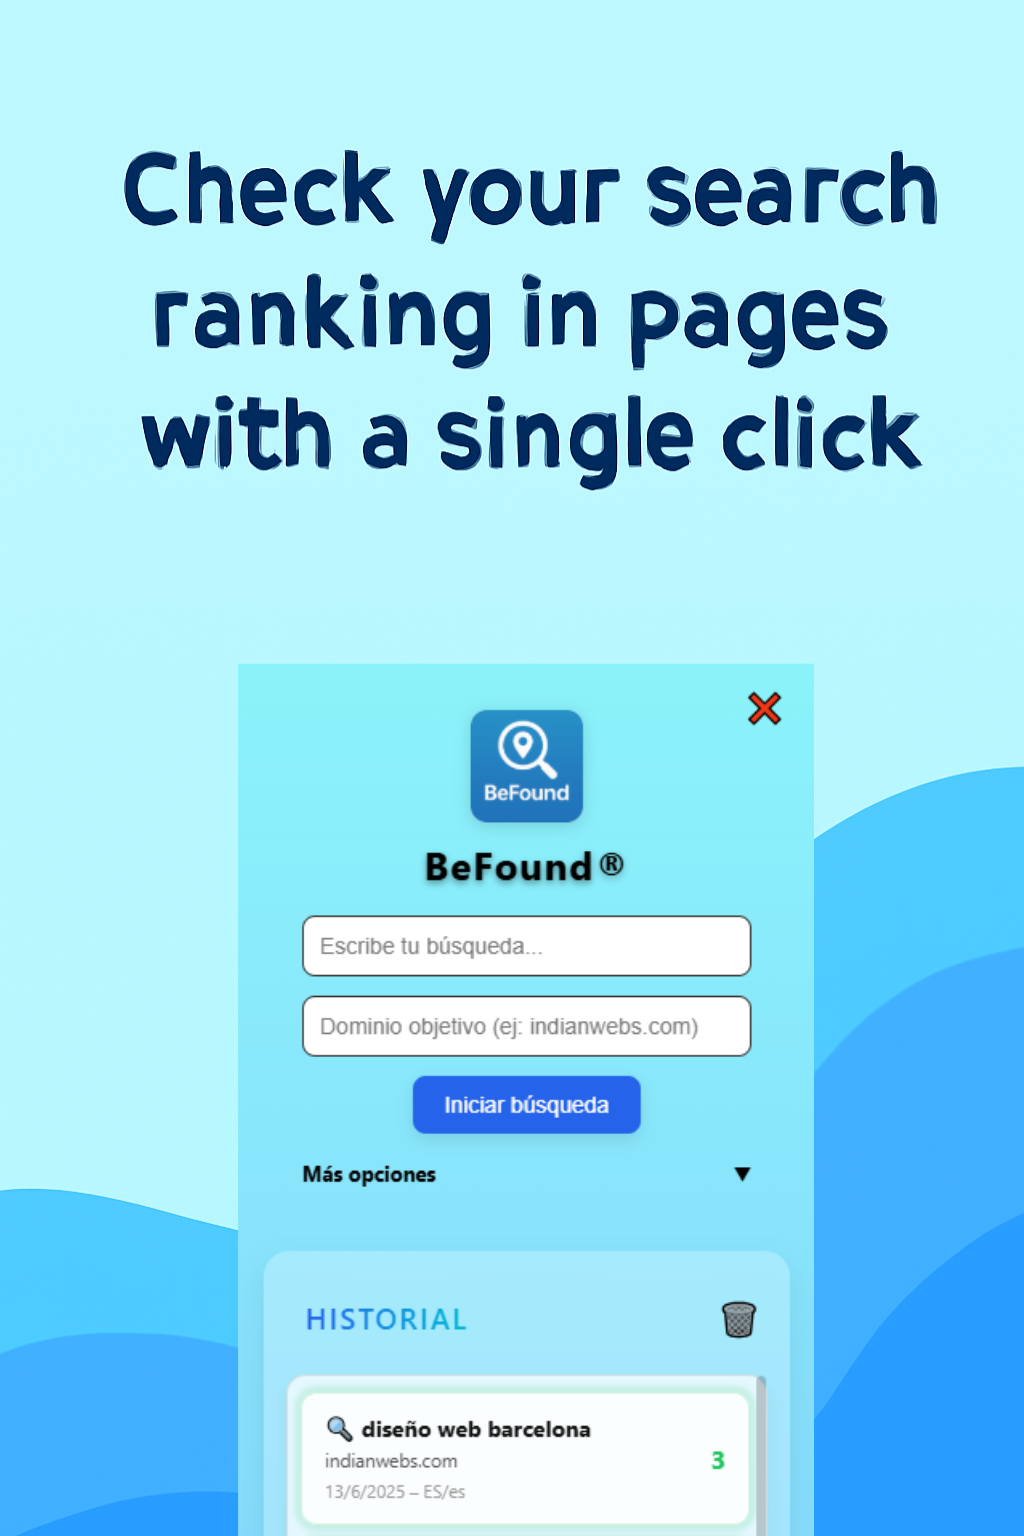 Check your search
ranking in pages
with a single click
BeFound
BeFound®
Escribe tu búsqueda...
Dominio objetivo (ej: indianwebs.com)
Iniciar búsqueda
Más opciones
HISTORIAL
diseño web barcelona
indianwebs.com
3
13/6/2025 – ES/es